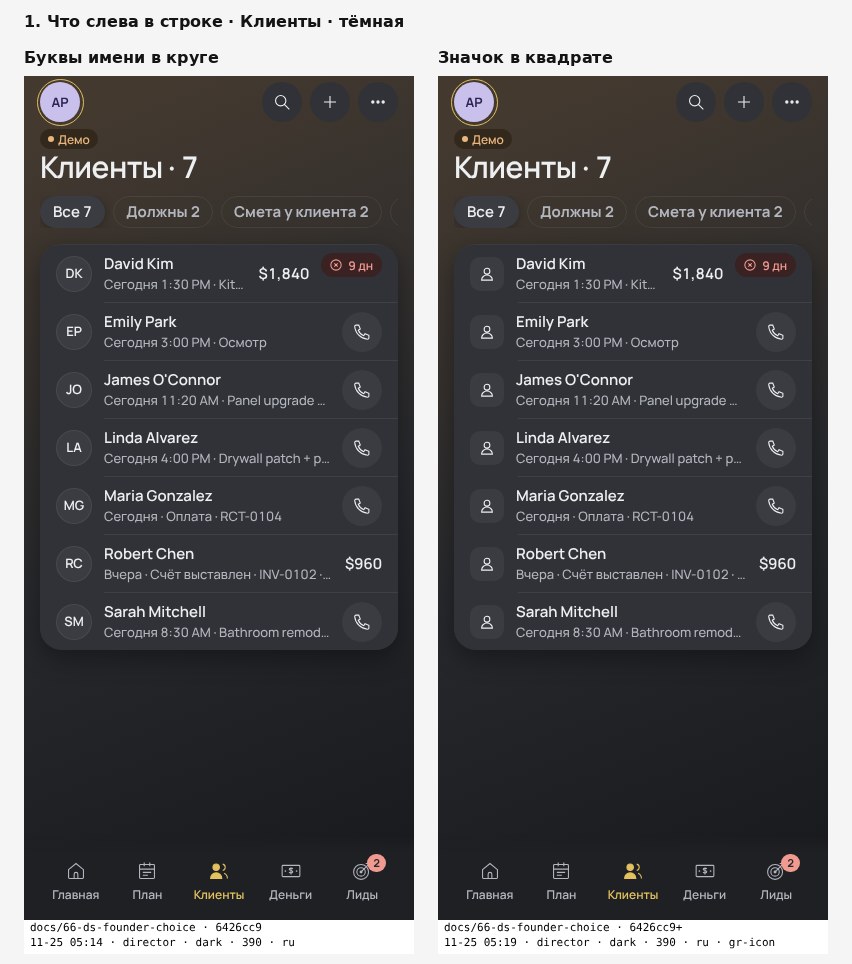 1. Что слева в строке · Клиенты · тёмная
Буквы имени в круге
AP
Демо
Клиенты · 7
Все 7
Должны 2
Смета у клиента 2
DK
David Kim
Сегодня 1:30 PM · Kit...
$1,840
9 дн
EP
Emily Park
Сегодня 3:00 PM · Осмотр
JO
James O'Connor
Сегодня 11:20 AM · Panel upgrade ...
LA
Linda Alvarez
Сегодня 4:00 PM · Drywall patch + p...
MG
Maria Gonzalez
Сегодня · Оплата · RCT-0104
RC
Robert Chen
Вчера · Счёт выставлен · INV-0102 ·...
$960
SM
Sarah Mitchell
Сегодня 8:30 AM · Bathroom remod...
Главная
План
Клиенты
Деньги
Лиды
2
docs/66-ds-founder-choice · 6426cc9
11-25 05:14 · director · dark · 390 · ru
Значок в квадрате
AP
Демо
Клиенты · 7
Все 7
Должны 2
Смета у клиента 2
David Kim
Сегодня 1:30 PM · Kit...
$1,840
9 дн
Emily Park
Сегодня 3:00 PM · Осмотр
James O'Connor
Сегодня 11:20 AM · Panel upgrade ...
Linda Alvarez
Сегодня 4:00 PM · Drywall patch + p...
Maria Gonzalez
Сегодня · Оплата · RCT-0104
Robert Chen
Вчера · Счёт выставлен · INV-0102 · ...
$960
Sarah Mitchell
Сегодня 8:30 AM · Bathroom remod...
Главная
План
Клиенты
Деньги
Лиды
2
docs/66-ds-founder-choice · 6426cc9+
11-25 05:19 · director · dark · 390 · ru · gr-icon